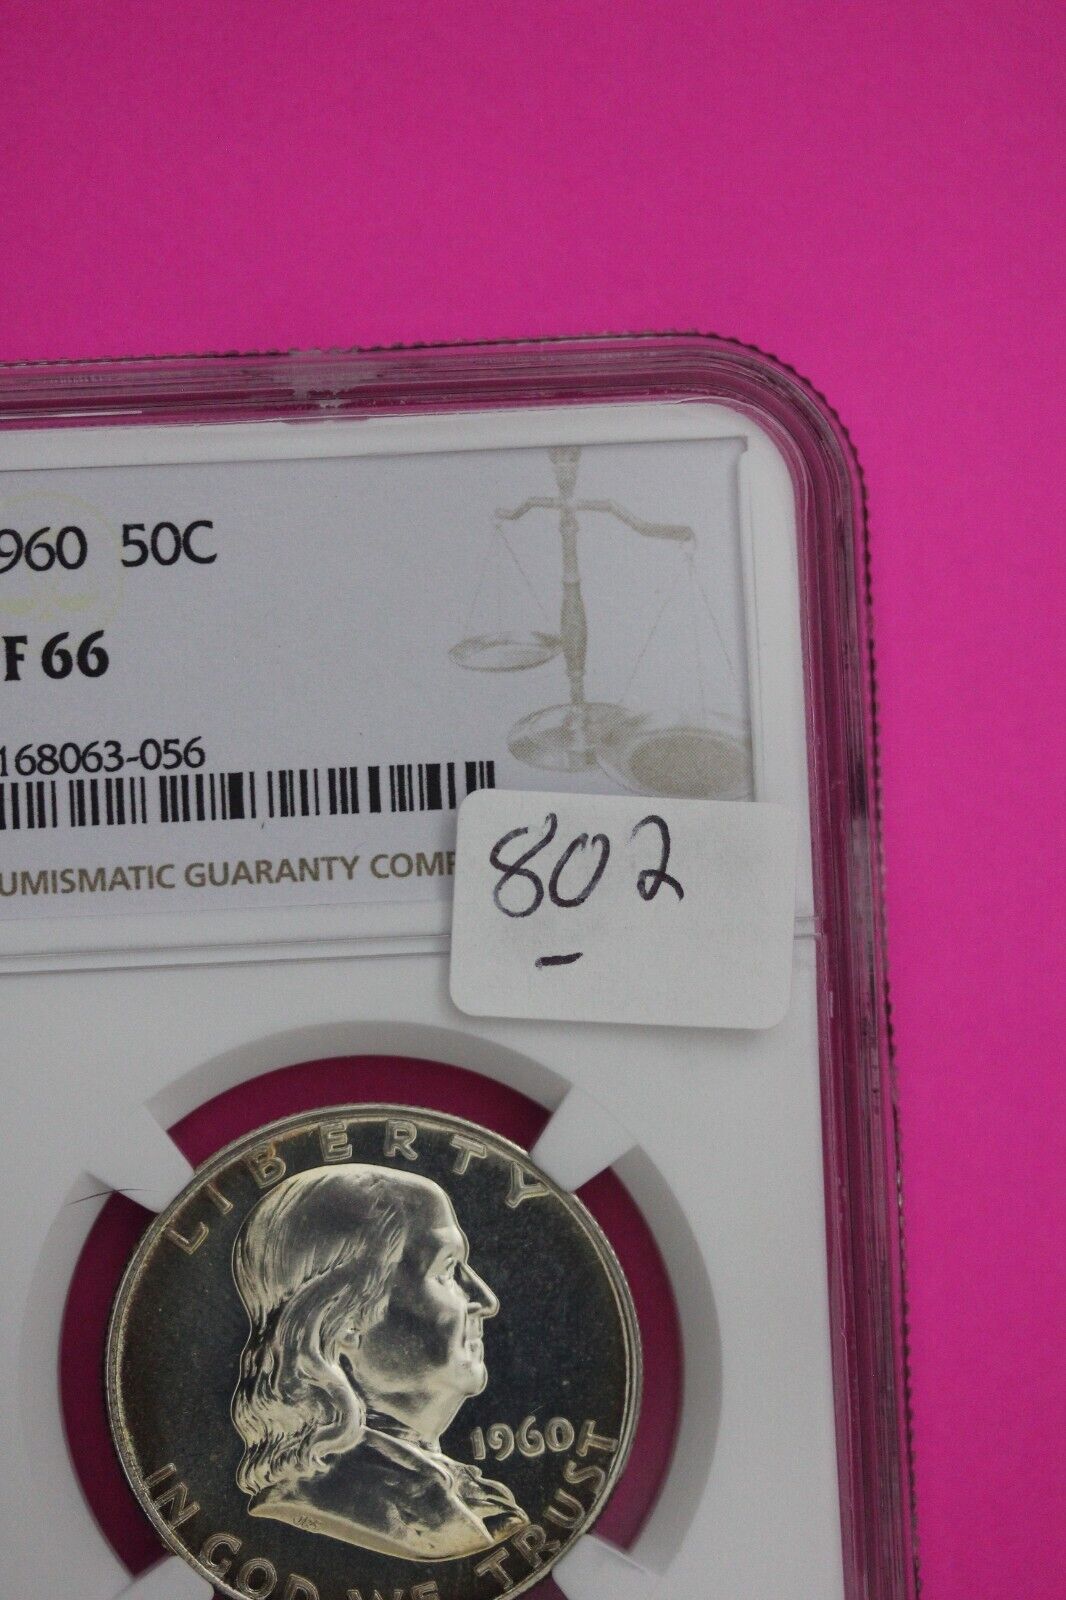 960 50C
F 66
168063-056
UMISMATIC GUARANTY COMP
802
LIBERTY
1960
IN GOD WE TRUST